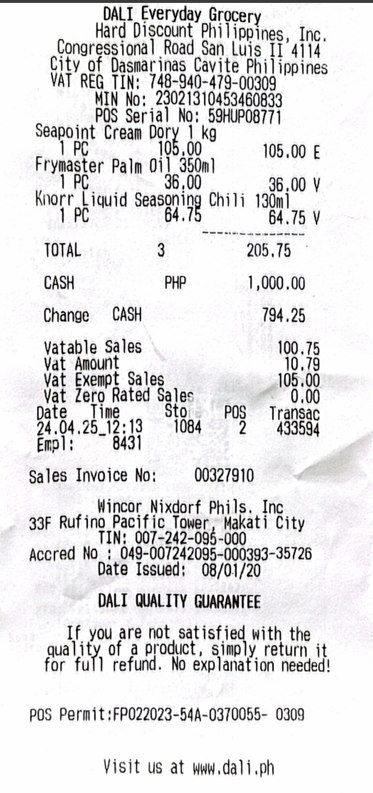 DALI Everyday Grocery
Hard Discount Philippines, Inc.
Congressional Road San Luis II 4114
City of Dasmarinas Cavite Philippines
VAT REG TIN: 748-940-479-00309
MIN No: 23021310453460833
POS Serial No: 59HUP08771
Seapoint Cream Dory 1 kg
1 PC 105.00 105.00 E
Frymaster Palm Oil 350ml
1 PC 36.00 36.00 V
Knorr Liquid Seasoning Chili 130ml
1 PC 64.75 64.75 V
--------------
TOTAL 3 205.75
CASH PHP 1,000.00
Change CASH 794.25
Vatable Sales 100.75
Vat Amount 10.79
Vat Exempt Sales 105.00
Vat Zero Rated Sales 0.00
Date Time Sto POS Transac
24.04.25_12:13 1084 2 433594
Empl: 8431
Sales Invoice No: 00327910
Wincor Nixdorf Phils. Inc
33F Rufino Pacific Tower, Makati City
TIN: 007-242-095-000
Accred No : 049-007242095-000393-35726
Date Issued: 08/01/20
DALI QUALITY GUARANTEE
If you are not satisfied with the
quality of a product, simply return it
for full refund. No explanation needed!
POS Permit:FP022023-54A-0370055- 0309
Visit us at www.dali.ph